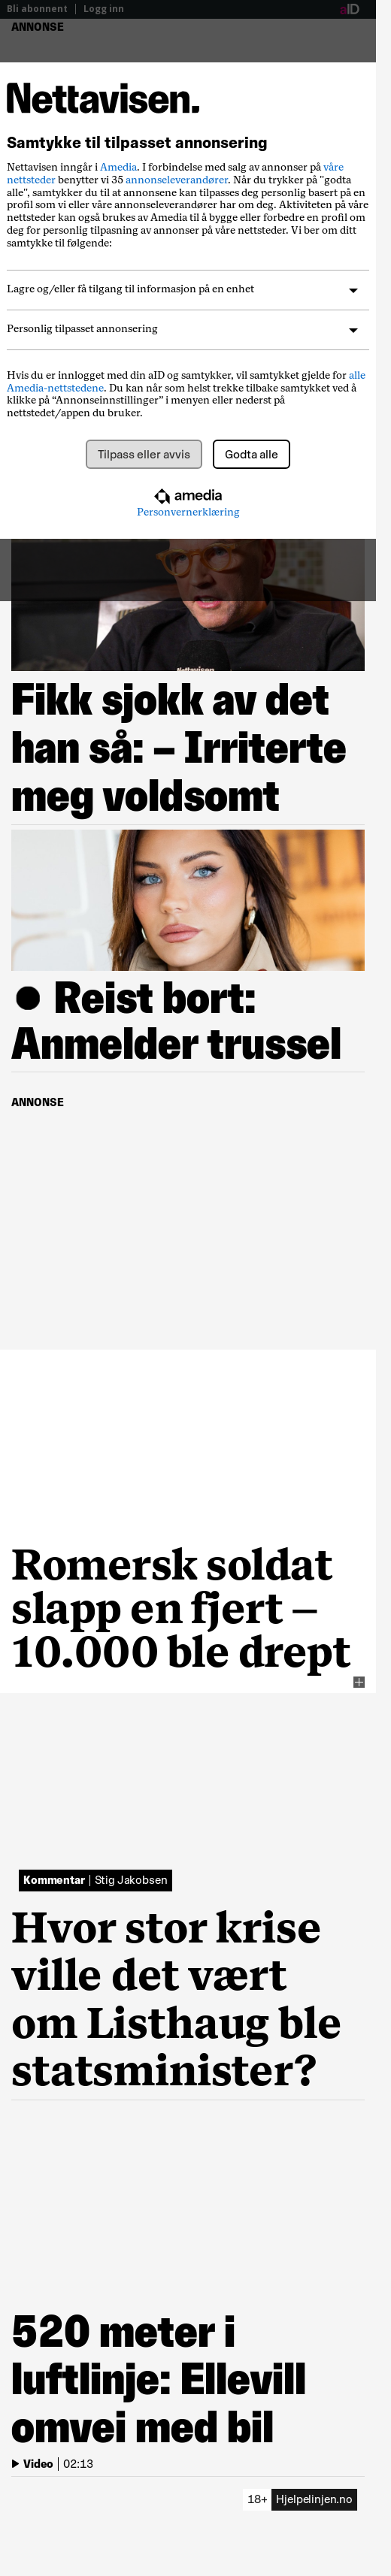 Bli abonnent | Logg inn aID
ANNONSE
Nettavisen.
Samtykke til tilpasset annonsering
Nettavisen inngår i Amedia. I forbindelse med salg av annonser på våre
nettsteder benytter vi 35 annonseleverandører. Når du trykker på "godta
alle", samtykker du til at annonsene kan tilpasses deg personlig basert på en
profil som vi eller våre annonseleverandører har om deg. Aktiviteten på våre
nettsteder kan også brukes av Amedia til å bygge eller forbedre en profil om
deg for personlig tilpasning av annonser på våre nettsteder. Vi ber om ditt
samtykke til følgende:
Lagre og/eller få tilgang til informasjon på en enhet
Personlig tilpasset annonsering
Hvis du er innlogget med din aID og samtykker, vil samtykket gjelde for alle
Amedia-nettstedene. Du kan når som helst trekke tilbake samtykket ved å
klikke på “Annonseinnstillinger” i menyen eller nederst på
nettstedet/appen du bruker.
Tilpass eller avvis Godta alle
amedia
Personvernerklæring
Nettavisen
Fikk sjokk av det
han så: – Irriterte
meg voldsomt
● Reist bort:
Anmelder trussel
ANNONSE
Romersk soldat
slapp en fjert –
10.000 ble drept
Kommentar | Stig Jakobsen
Hvor stor krise
ville det vært
om Listhaug ble
statsminister?
520 meter i
luftlinje: Ellevill
omvei med bil
Video | 02:13
18+ Hjelpelinjen.no